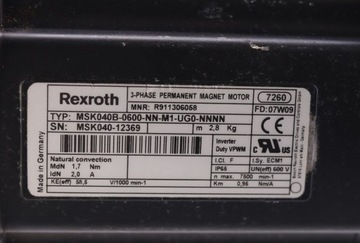 Rexroth
3-PHASE PERMANENT MAGNET MOTOR
7260
MNR: R911306058
FD:07W09
TYP: MSK040B-0600-NN-M1-UG0-NNNN
SN: MSK040-12369
m 2,8 Kg
Natural convection
MdN 1,7 Nm
IdN 2,0 A
KE(eff) 58,5 V/1000 min-1
Inverter
Duty VPWM
c UL us
I.Cl. F
I.Sy. ECM1
IP65
UN(eff) 600 V
n max. 7500 min-1
Km 0,96 Nm/A
Made in Germany